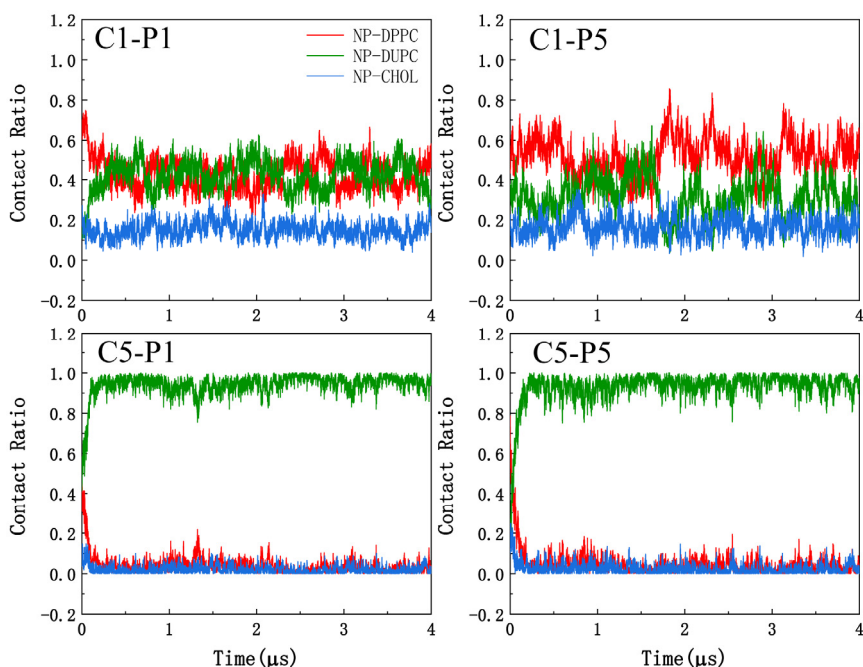 C1-P1
NP-DPPC
NP-DUPC
NP-CHOL
Contact Ratio
1.2
1.0
0.8
0.6
0.4
0.2
0.0
-0.2
0 1 2 3 4
C1-P5
Contact Ratio
1.2
1.0
0.8
0.6
0.4
0.2
0.0
-0.2
0 1 2 3 4
C5-P1
Contact Ratio
1.2
1.0
0.8
0.6
0.4
0.2
0.0
-0.2
0 1 2 3 4
Time(μs)
C5-P5
Contact Ratio
1.2
1.0
0.8
0.6
0.4
0.2
0.0
-0.2
0 1 2 3 4
Time(μs)